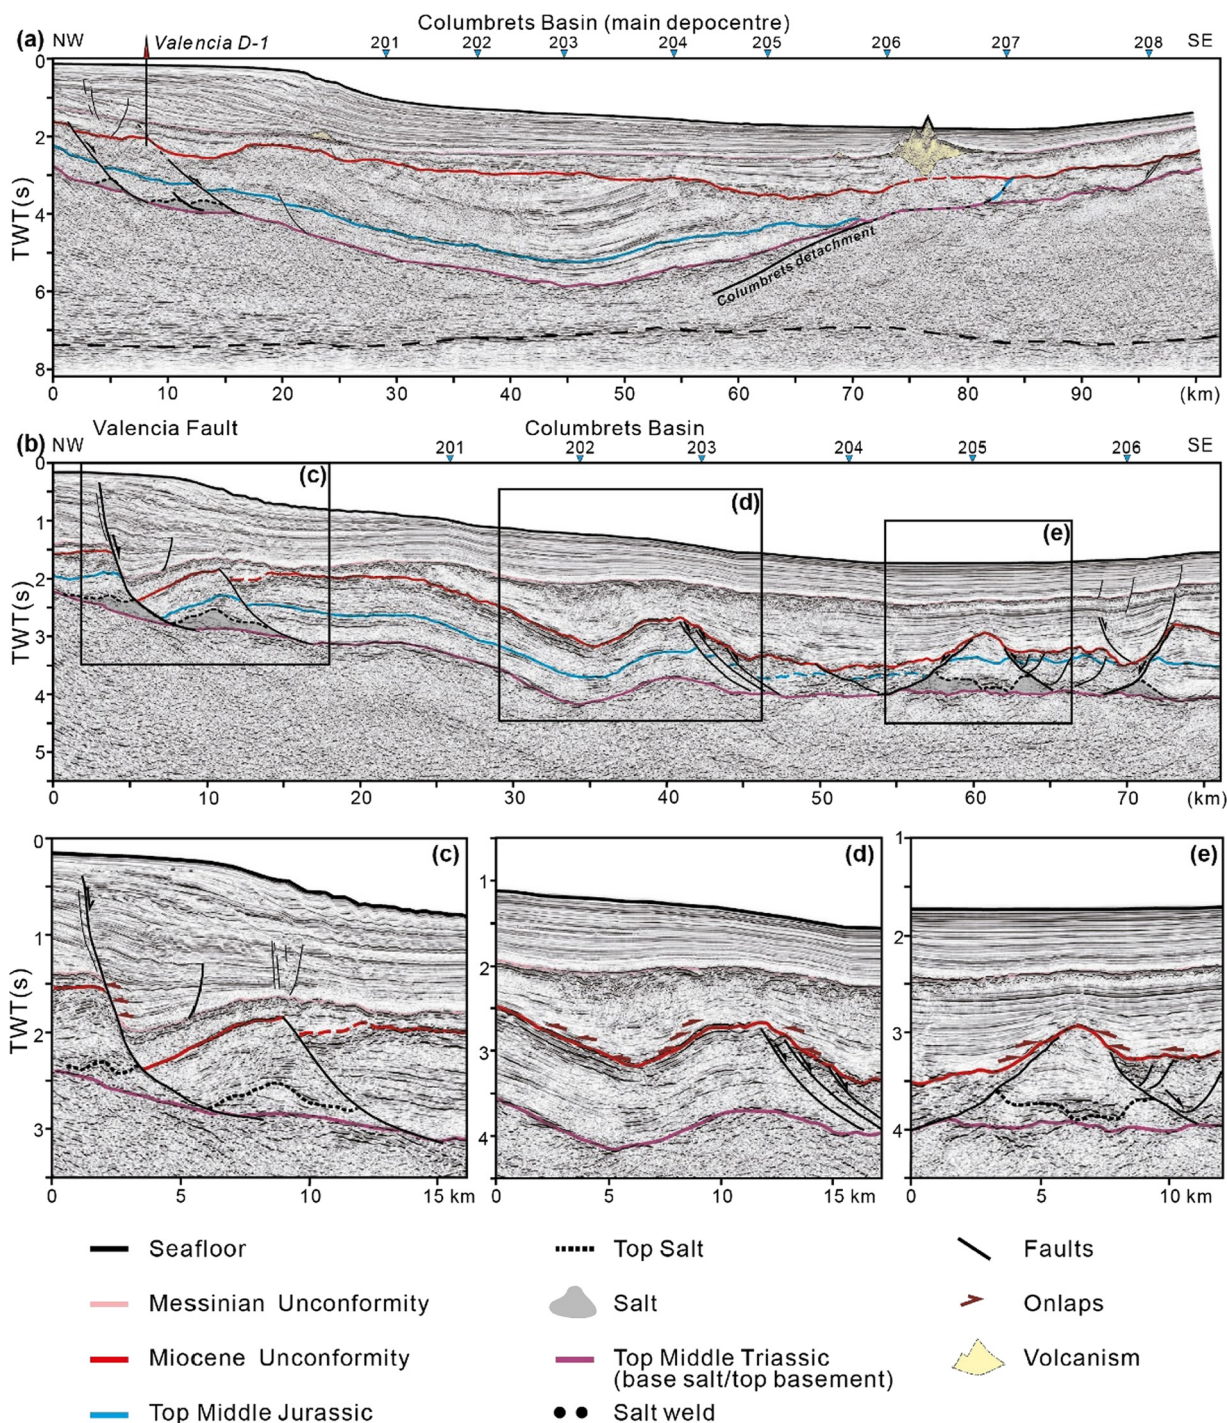 Columbrets Basin (main depocentre)
(a) NW Valencia D-1 201 202 203 204 205 206 207 208 SE
0
2
4
6
8
TWT(s)
Columbrets detachment
0 10 20 30 40 50 60 70 80 90 (km)
Valencia Fault Columbrets Basin
(b) NW 201 202 203 204 205 206 SE
0
1
2
3
4
5
TWT(s)
(c)
(d)
(e)
0 10 20 30 40 50 60 70 (km)
(c)
0
1
2
3
TWT(s)
0 5 10 15 km
(d)
1
2
3
4
0 5 10 15 km
(e)
1
2
3
4
0 5 10 km
Seafloor
Messinian Unconformity
Miocene Unconformity
Top Middle Jurassic
Top Salt
Salt
Top Middle Triassic
(base salt/top basement)
Salt weld
Faults
Onlaps
Volcanism